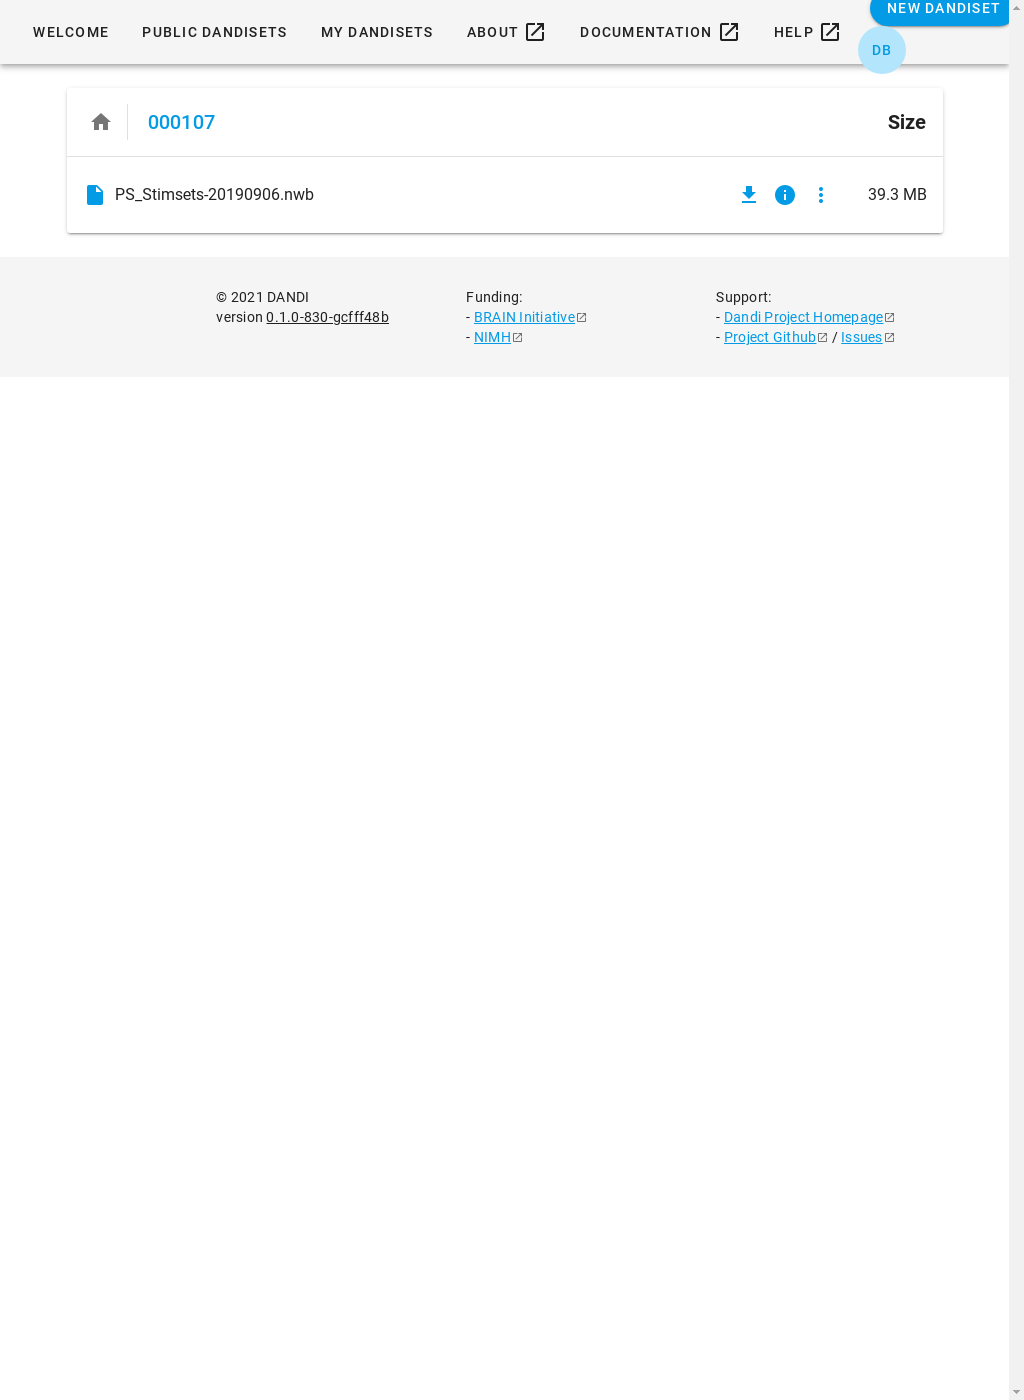 WELCOME PUBLIC DANDISETS MY DANDISETS ABOUT DOCUMENTATION HELP NEW DANDISET
DB
000107 Size
PS_Stimsets-20190906.nwb 39.3 MB
© 2021 DANDI
version 0.1.0-830-gcfff48b
Funding:
- BRAIN Initiative
- NIMH
Support:
- Dandi Project Homepage
- Project Github / Issues